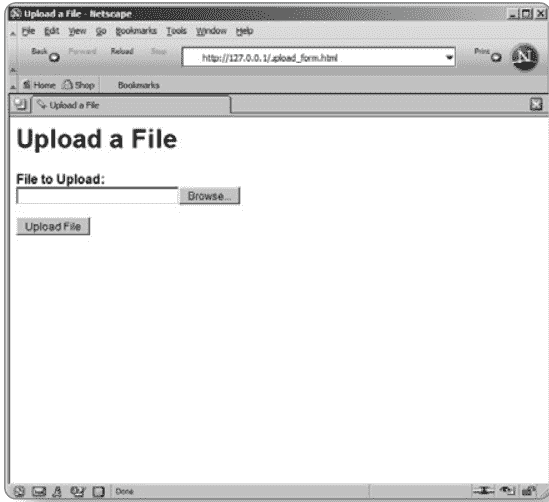 Upload a File - Netscape
File Edit View Go Bookmarks Tools Window Help
Back Forward Reload Stop http://127.0.0.1/upload_form.html Print N
Home Shop Bookmarks
Upload a File
Upload a File
File to Upload:
Browse...
Upload File
Done